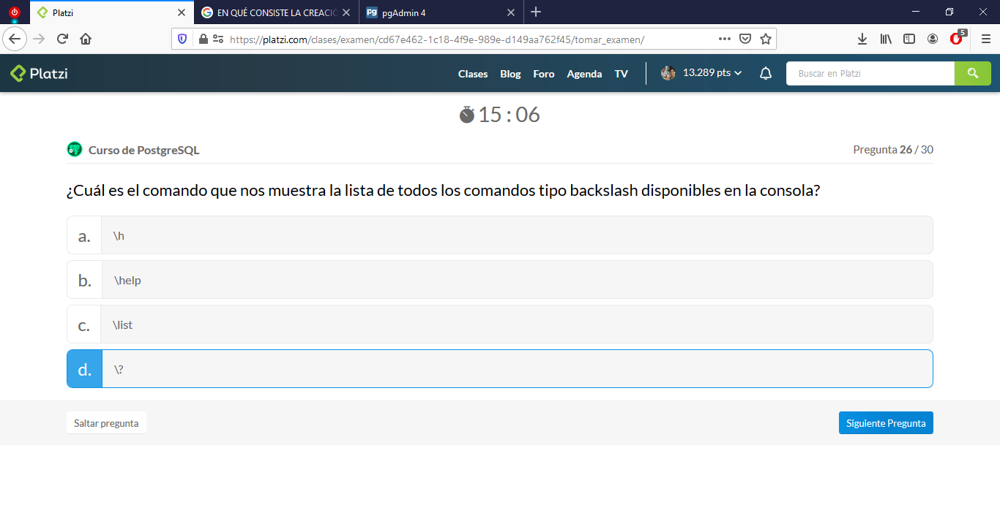 Platzi
EN QUÉ CONSISTE LA CREACIÓ
pgAdmin 4
https://platzi.com/clases/examen/cd67e462-1c18-4f9e-989e-d149aa762f45/tomar_examen/
5
Platzi
Clases
Blog
Foro
Agenda
TV
13.289 pts
Buscar en Platzi
15 : 06
Curso de PostgreSQL
Pregunta 26 / 30
¿Cuál es el comando que nos muestra la lista de todos los comandos tipo backslash disponibles en la consola?
a. \h
b. \help
c. \list
d. \?
Saltar pregunta
Siguiente Pregunta